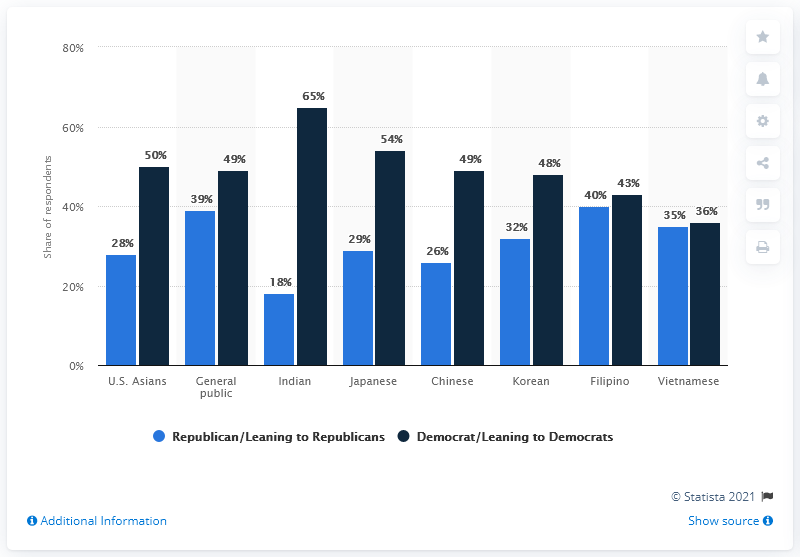 80%
60%
40%
20%
0%
Share of respondents
28%
50%
39%
49%
18%
65%
29%
54%
26%
49%
32%
48%
40%
43%
35%
36%
U.S. Asians
General
public
Indian
Japanese
Chinese
Korean
Filipino
Vietnamese
Republican/Leaning to Republicans
Democrat/Leaning to Democrats
© Statista 2021
Additional Information
Show source